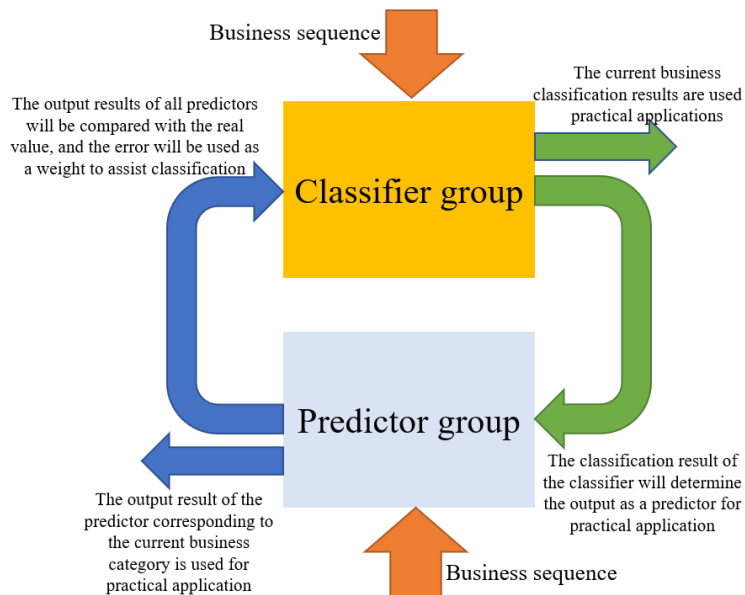 Business sequence
The current business
classification results are used
practical applications
The output results of all predictors
will be compared with the real
value, and the error will be used as
a weight to assist classification
Classifier group
Predictor group
The classification result of
the classifier will determine
the output as a predictor for
practical application
The output result of the
predictor corresponding to
the current business
category is used for
practical application
Business sequence